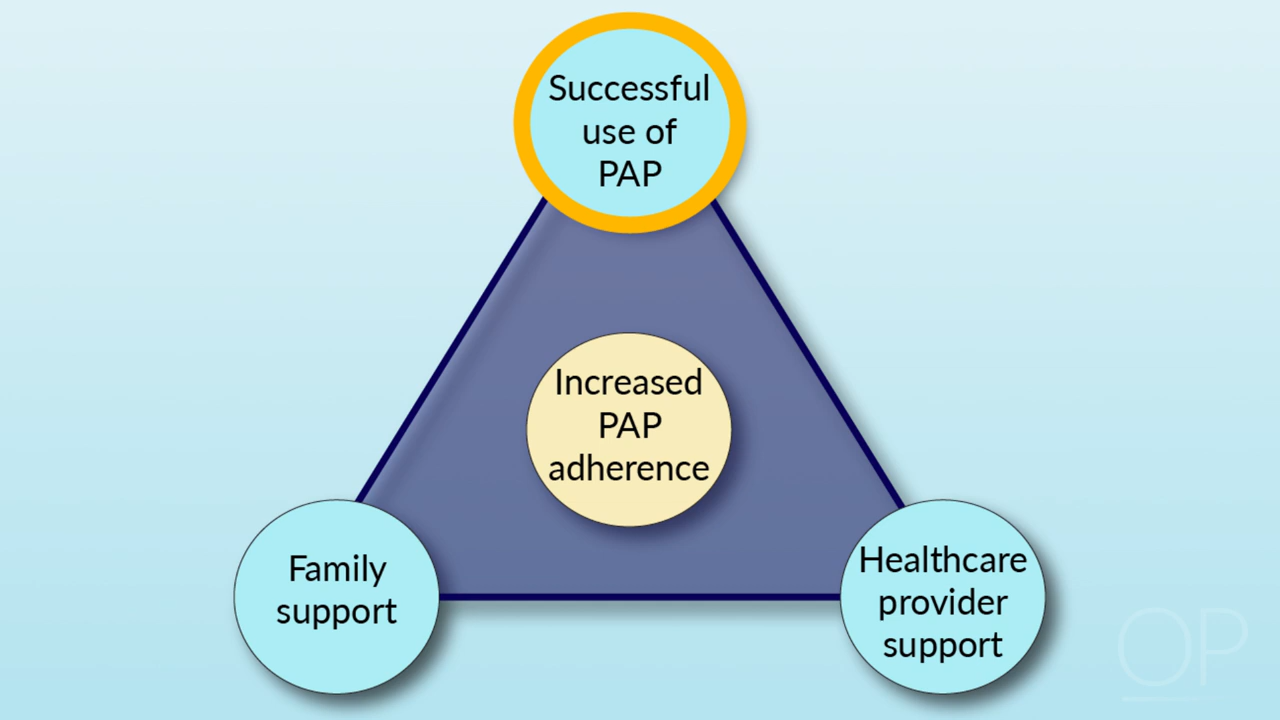 Successful
use of
PAP
Increased
PAP
adherence
Family
support
Healthcare
provider
support
OP